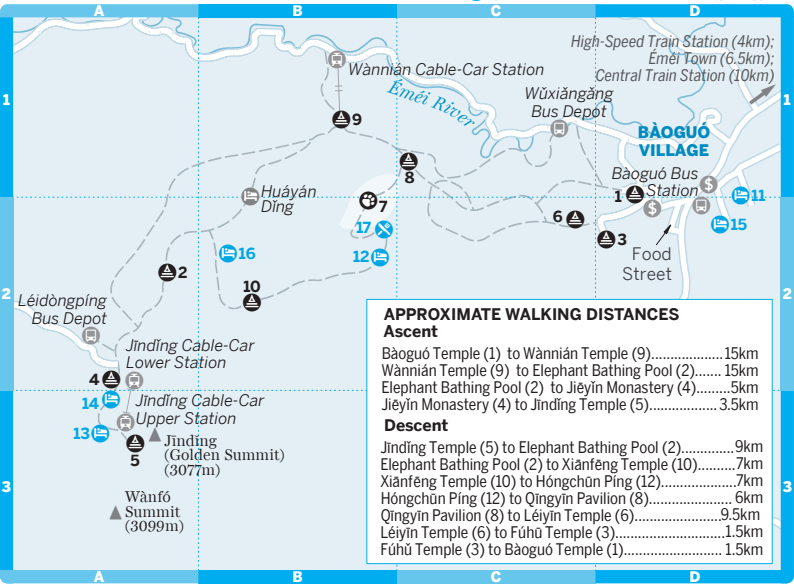 A
B
C
D
High-Speed Train Station (4km);
Éméi Town (6.5km);
Central Train Station (10km)
Wànnián Cable-Car Station
Éméi River
Wǔxiǎngǎng
Bus Depot
1
1
9
BÀOGUÓ
VILLAGE
8
Bàoguó Bus
Station
$
1
11
Huáyán
Dǐng
7
$
17
6
15
3
16
12
Food
Street
2
10
2
2
Léidòngpíng
Bus Depot
Jīndǐng Cable-Car
Lower Station
4
14
Jīndǐng Cable-Car
Upper Station
13
5
Jīndǐng
(Golden Summit)
(3077m)
3
3
Wànfó
Summit
(3099m)
APPROXIMATE WALKING DISTANCES
Ascent
Bàoguó Temple (1) to Wànnián Temple (9)....................15km
Wànnián Temple (9) to Elephant Bathing Pool (2)....... 15km
Elephant Bathing Pool (2) to Jiēyǐn Monastery (4)........5km
Jiēyǐn Monastery (4) to Jīndǐng Temple (5).................. 3.5km
Descent
Jīndǐng Temple (5) to Elephant Bathing Pool (2)..............9km
Elephant Bathing Pool (2) to Xiānfēng Temple (10)..........7km
Xiānfēng Temple (10) to Hóngchūn Píng (12)....................7km
Hóngchūn Píng (12) to Qīngyīn Pavilion (8)...................... 6km
Qīngyīn Pavilion (8) to Léiyīn Temple (6)........................9.5km
Léiyīn Temple (6) to Fúhǔ Temple (3)...............................1.5km
Fúhǔ Temple (3) to Bàoguó Temple (1)............................ 1.5km
A
B
C
D